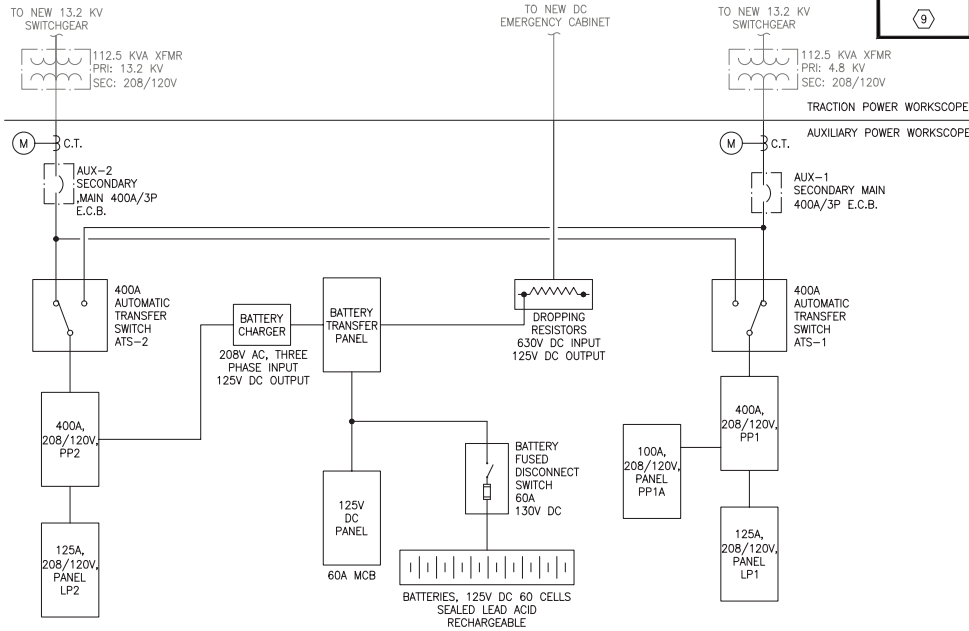 TO NEW 13.2 KV
SWITCHGEAR
TO NEW DC
EMERGENCY CABINET
TO NEW 13.2 KV
SWITCHGEAR
9
112.5 KVA XFMR
PRI: 13.2 KV
SEC: 208/120V
112.5 KVA XFMR
PRI: 4.8 KV
SEC: 208/120V
TRACTION POWER WORKSCOPE
AUXILIARY POWER WORKSCOPE
M
C.T.
M
C.T.
AUX-2
SECONDARY
,MAIN 400A/3P
E.C.B.
AUX-1
SECONDARY MAIN
400A/3P E.C.B.
400A
AUTOMATIC
TRANSFER
SWITCH
ATS-2
BATTERY
CHARGER
208V AC, THREE
PHASE INPUT
125V DC OUTPUT
BATTERY
TRANSFER
PANEL
DROPPING
RESISTORS
630V DC INPUT
125V DC OUTPUT
400A
AUTOMATIC
TRANSFER
SWITCH
ATS-1
400A,
208/120V,
PP2
BATTERY
FUSED
DISCONNECT
SWITCH
60A
130V DC
100A,
208/120V,
PANEL
PP1A
400A,
208/120V,
PP1
125V
DC
PANEL
60A MCB
125A,
208/120V,
PANEL
LP2
125A,
208/120V,
PANEL
LP1
BATTERIES, 125V DC 60 CELLS
SEALED LEAD ACID
RECHARGEABLE